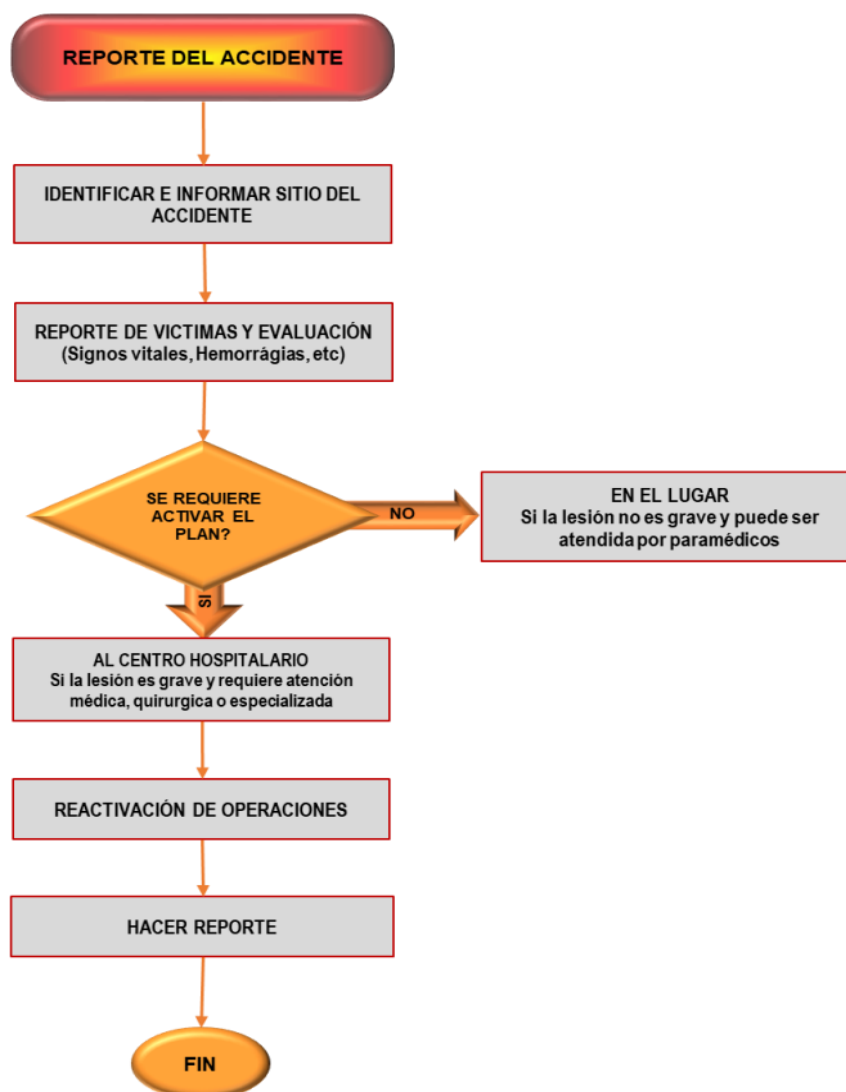 REPORTE DEL ACCIDENTE
IDENTIFICAR E INFORMAR SITIO DEL
ACCIDENTE
REPORTE DE VICTIMAS Y EVALUACIÓN
(Signos vitales, Hemorrágias, etc)
SE REQUIERE
ACTIVAR EL
PLAN?
NO
EN EL LUGAR
Si la lesión no es grave y puede ser
atendida por paramédicos
SI
AL CENTRO HOSPITALARIO
Si la lesión es grave y requiere atención
médica, quirurgica o especializada
REACTIVACIÓN DE OPERACIONES
HACER REPORTE
FIN